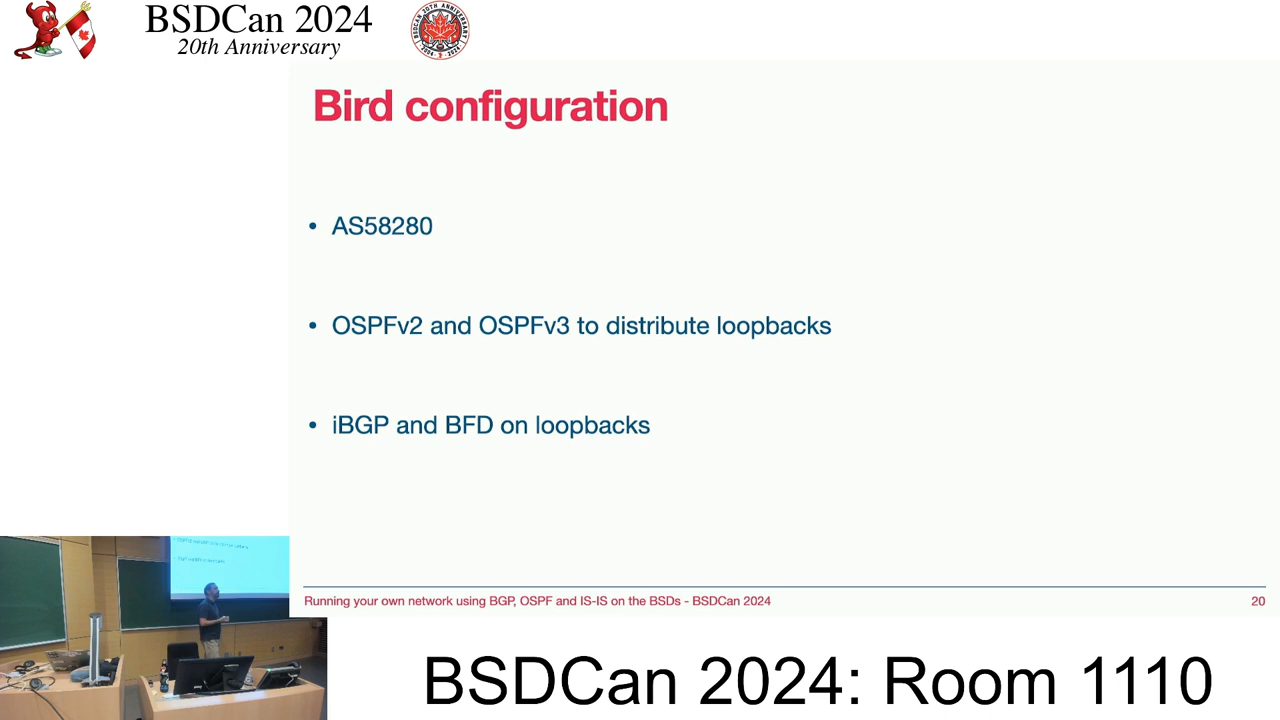 BSDCan 2024
20th Anniversary
Bird configuration
• AS58280
• OSPFv2 and OSPFv3 to distribute loopbacks
• iBGP and BFD on loopbacks
Running your own network using BGP, OSPF and IS-IS on the BSDs - BSDCan 2024
20
BSDCan 2024: Room 1110